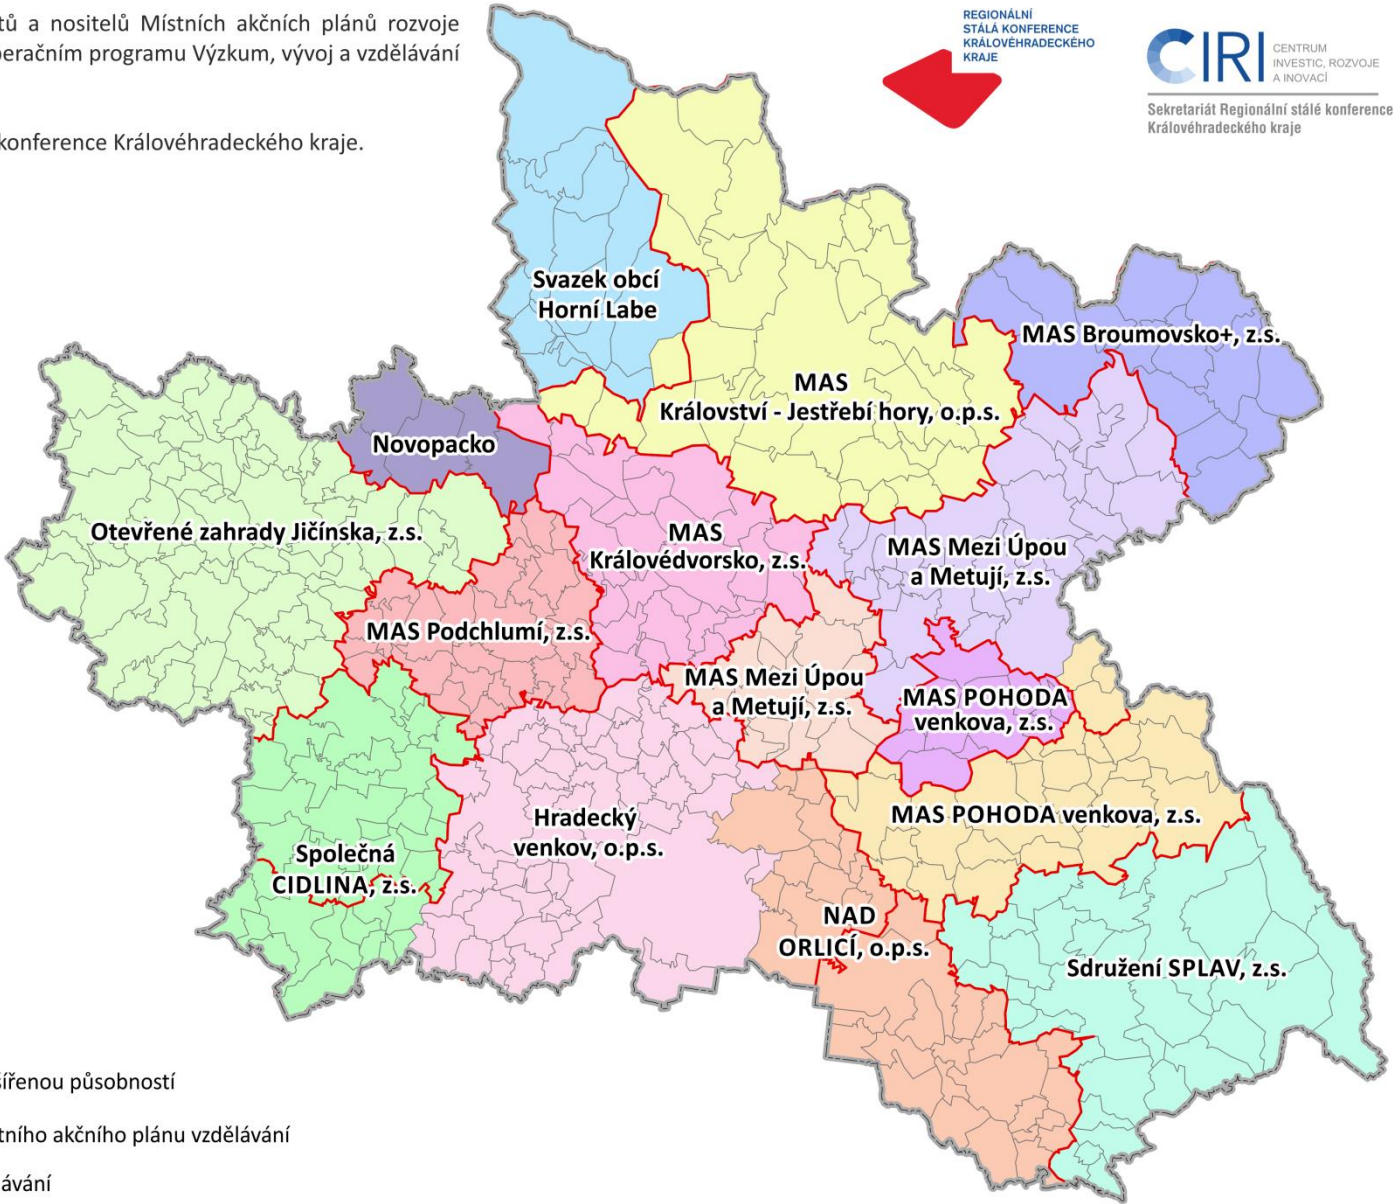 tů a nositelů Místních akčních plánů rozvoje
peračním programu Výzkum, vývoj a vzdělávání
konference Královéhradeckého kraje.
REGIONÁLNÍ
STÁLÁ KONFERENCE
KRÁLOVÉHRADECKÉHO
KRAJE
CIRI
CENTRUM
INVESTIC, ROZVOJE
A INOVACÍ
Sekretariát Regionální stálé konference
Královéhradeckého kraje
Svazek obcí
Horní Labe
MAS Broumovsko+, z.s.
MAS
Království - Jestřebí hory, o.p.s.
Novopacko
Otevřené zahrady Jičínska, z.s.
MAS
Královédvorsko, z.s.
MAS Mezi Úpou
a Metují, z.s.
MAS Podchlumí, z.s.
MAS Mezi Úpou
a Metují, z.s.
MAS POHODA
venkova, z.s.
Hradecký
venkov, o.p.s.
MAS POHODA venkova, z.s.
Společná
CIDLINA, z.s.
NAD
ORLICÍ, o.p.s.
Sdružení SPLAV, z.s.
šířenou působností
tního akčního plánu vzdělávání
lávání